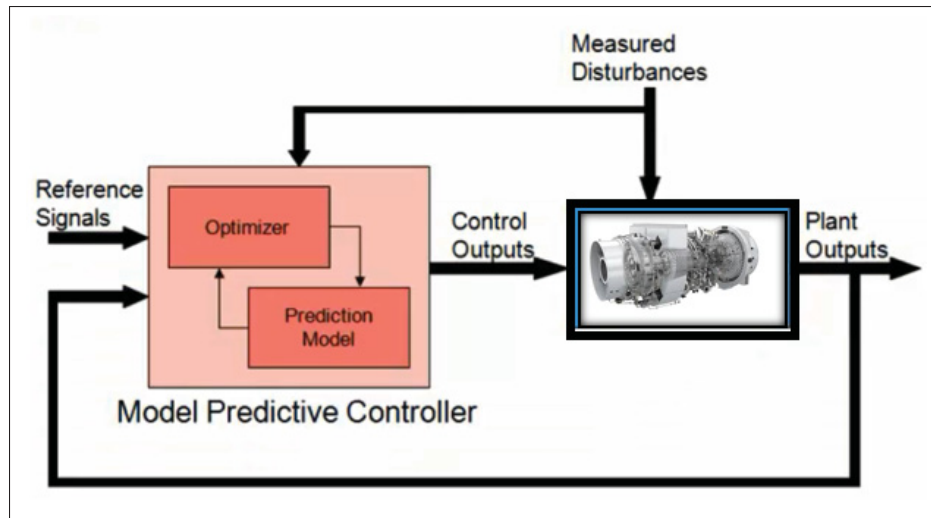 Measured
Disturbances
Reference
Signals
Optimizer
Control
Outputs
Plant
Outputs
Prediction
Model
Model Predictive Controller